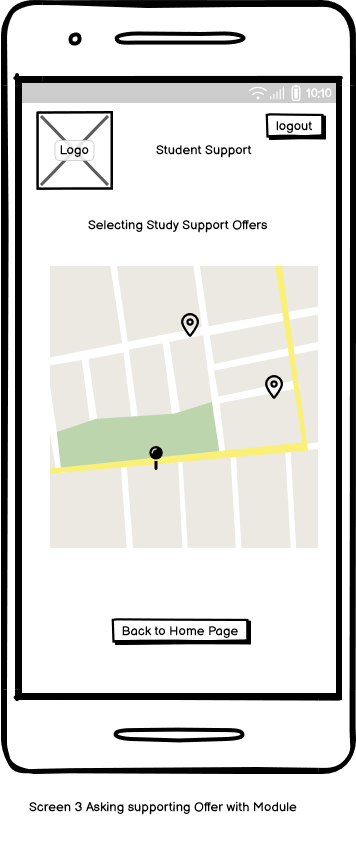 10:10
logout
Logo
Student Support
Selecting Study Support Offers
Back to Home Page
Screen 3 Asking supporting Offer with Module